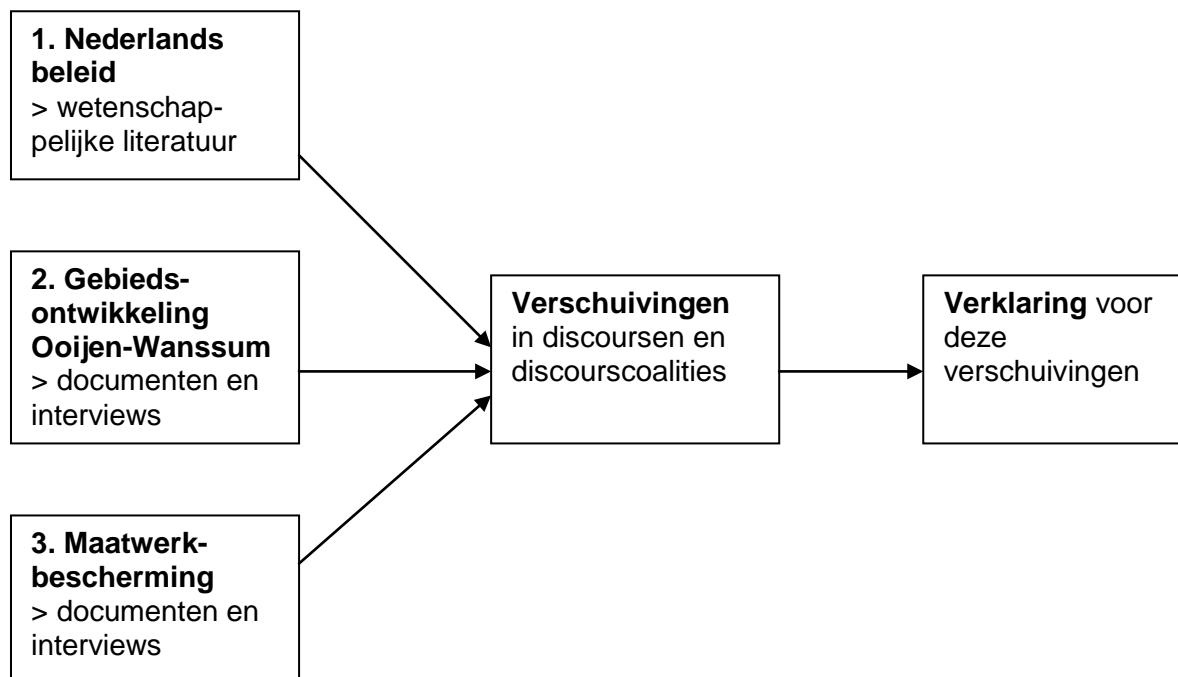 1. Nederlands
beleid
> wetenschap-
pelijke literatuur
2. Gebieds-
ontwikkeling
Ooijen-Wanssum
> documenten en
interviews
3. Maatwerk-
bescherming
> documenten en
interviews
Verschuivingen
in discoursen en
discourscoalities
Verklaring voor
deze
verschuivingen